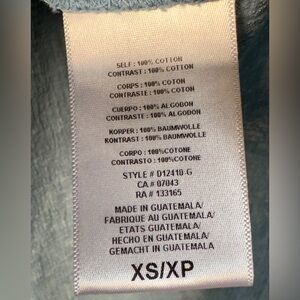 SELF : 100% COTTON
CONTRAST : 100% COTTON
CORPS : 100% COTON
CONTRASTE : 100% COTON
CUERPO : 100% ALGODON
CONTRASTE : 100% ALGODON
KORPER : 100% BAUMWOLLE
KONTRAST : 100% BAUMWOLLE
CORPO : 100%COTONE
CONTRASTO : 100%COTONE
STYLE # D12410-G
CA # 07043
RA # 133165
MADE IN GUATEMALA/
FABRIQUE AU GUATEMALA/
ETATS GUATEMALA/
HECHO EN GUATEMALA/
GEMACHT IN GUATEMALA
XS/XP